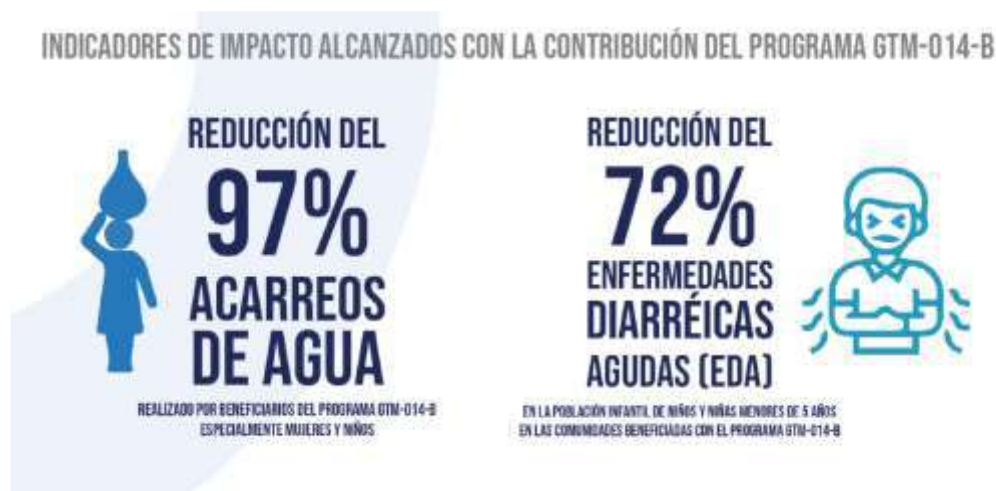 INDICADORES DE IMPACTO ALCANZADOS CON LA CONTRIBUCIÓN DEL PROGRAMA GTM-014-B
REDUCCIÓN DEL
97%
ACARREOS
DE AGUA
REALIZADO POR BENEFICIARIOS DEL PROGRAMA GTM-014-B
ESPECIALMENTE MUJERES Y NIÑOS
REDUCCIÓN DEL
72%
ENFERMEDADES
DIARRÉICAS
AGUDAS (EDA)
EN LA POBLACIÓN INFANTIL DE NIÑOS Y NIÑAS MENORES DE 5 AÑOS
EN LAS COMUNIDADES BENEFICIADAS CON EL PROGRAMA GTM-014-B